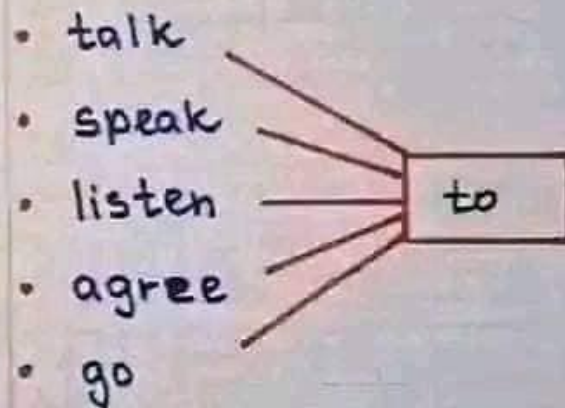 • talk
• speak
• listen
• agree
• go
to